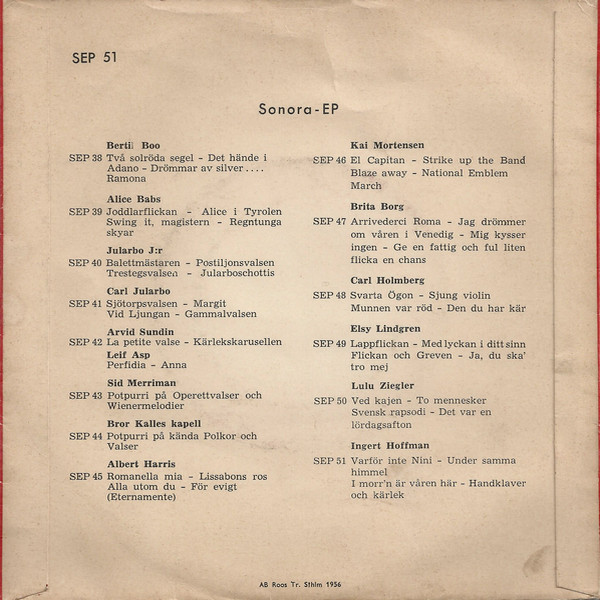 SEP 51
Sonora-EP
Bertil Boo
SEP 38 Två solröda segel - Det hände i
Adano - Drömmar av silver ....
Ramona
Alice Babs
SEP 39 Joddlarflickan - Alice i Tyrolen
Swing it, magistern - Regntunga
skyar
Jularbo J:r
SEP 40 Balettmästaren - Postiljonsvalsen
Trestegsvalsen - Jularboschottis
Carl Jularbo
SEP 41 Sjötorpsvalsen - Margit
Vid Ljungan - Gammalvalsen
Arvid Sundin
SEP 42 La petite valse - Kärlekskarusellen
Leif Asp
Perfidia - Anna
Sid Merriman
SEP 43 Potpurri på Operettvalser och
Wienermelodier
Bror Kalles kapell
SEP 44 Potpurri på kända Polkor och
Valser
Albert Harris
SEP 45 Romanella mia - Lissabons ros
Alla utom du - För evigt
(Eternamente)
Kai Mortensen
SEP 46 El Capitan - Strike up the Band
Blaze away - National Emblem
March
Brita Borg
SEP 47 Arrivederci Roma - Jag drömmer
om våren i Venedig - Mig kysser
ingen - Ge en fattig och ful liten
flicka en chans
Carl Holmberg
SEP 48 Svarta Ögon - Sjung violin
Munnen var röd - Den du har kär
Elsy Lindgren
SEP 49 Lappflickan - Med lyckan i ditt sinn
Flickan och Greven - Ja, du ska'
tro mej
Lulu Ziegler
SEP 50 Ved kajen - To mennesker
Svensk rapsodi - Det var en
lördagsafton
Ingert Hoffman
SEP 51 Varför inte Nini - Under samma
himmel
I morr'n är våren här - Handklaver
och kärlek
AB Roos Tr. Sthlm 1956